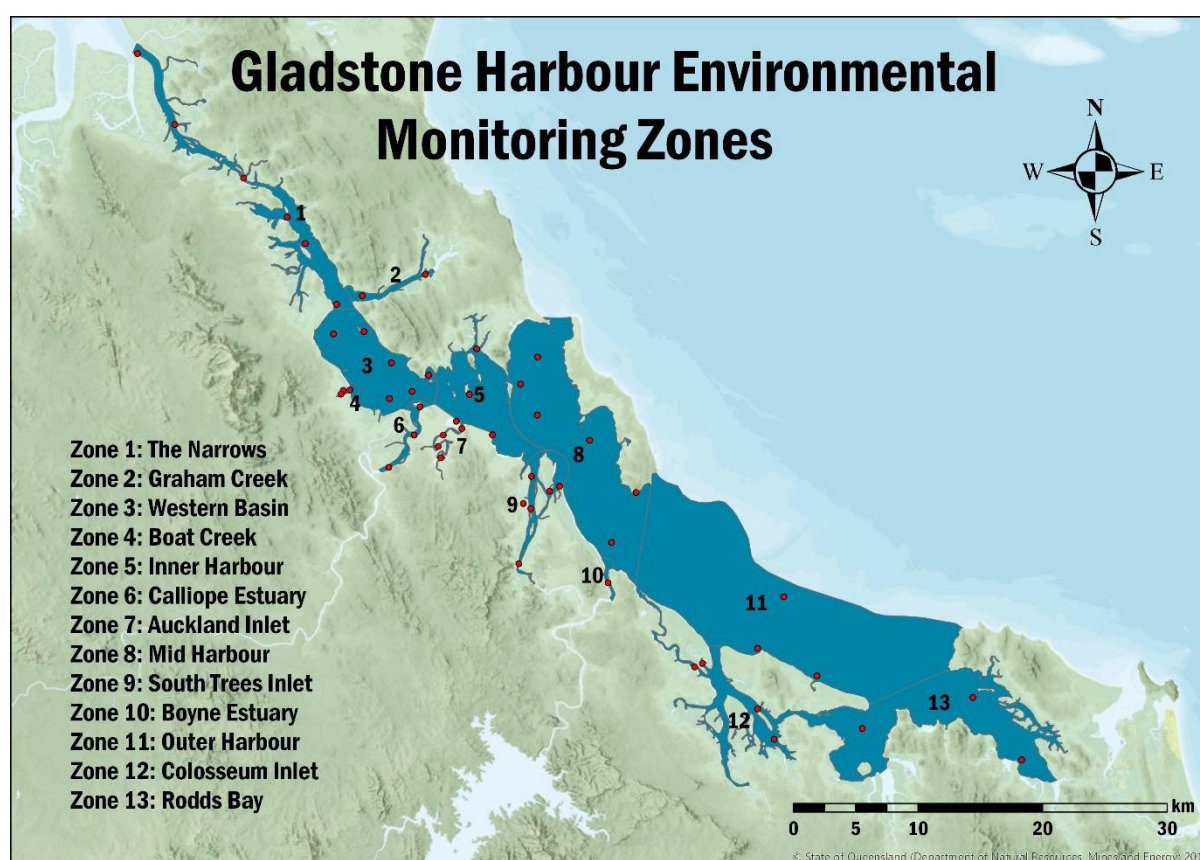 Gladstone Harbour Environmental
Monitoring Zones
N
W E
S
1
2
3
5
4
6
7
8
9
10
11
12
13
Zone 1: The Narrows
Zone 2: Graham Creek
Zone 3: Western Basin
Zone 4: Boat Creek
Zone 5: Inner Harbour
Zone 6: Calliope Estuary
Zone 7: Auckland Inlet
Zone 8: Mid Harbour
Zone 9: South Trees Inlet
Zone 10: Boyne Estuary
Zone 11: Outer Harbour
Zone 12: Colosseum Inlet
Zone 13: Rodds Bay
km
0 5 10 20 30
© State of Queensland (Department of Natural Resources, Mines and Energy) 201